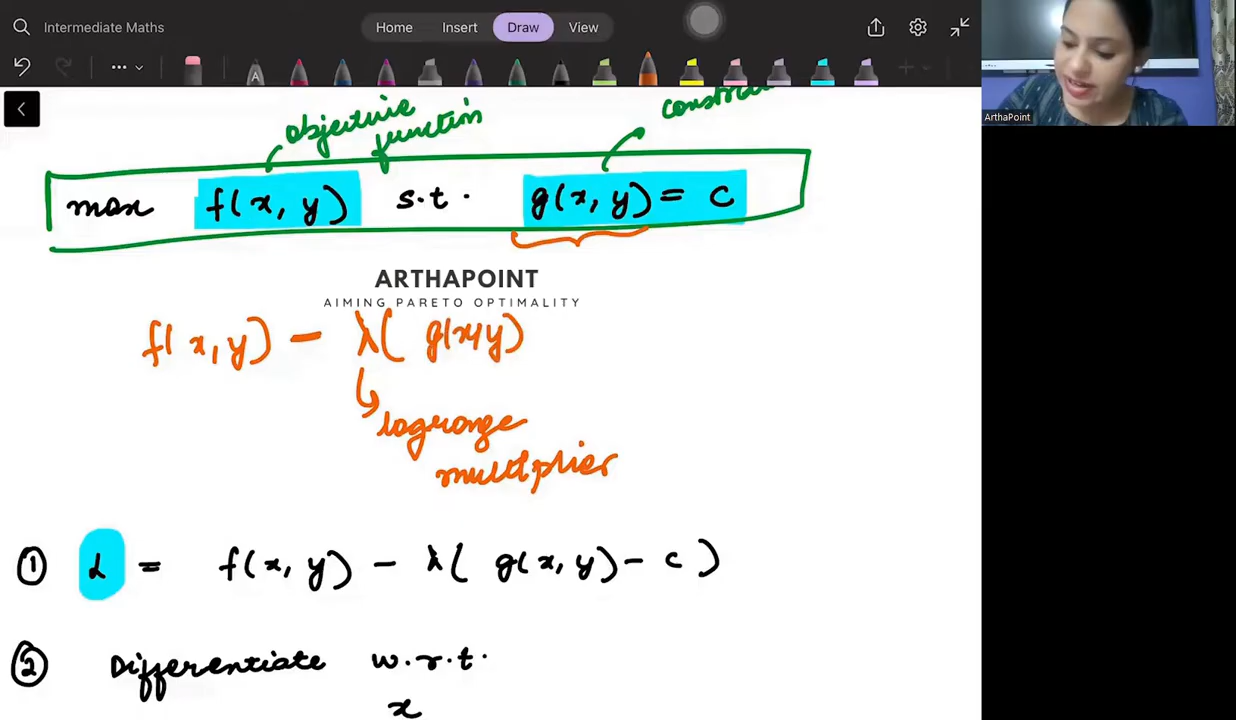 Intermediate Maths
Home Insert Draw View
A
objective
function
max f(x, y) s.t. g(x, y) = c
ARTHAPOINT
AIMING PARETO OPTIMALITY
f(x, y) - λ( g(x,y)
lagrange
multiplier
① L = f(x, y) - λ( g(x, y) - c )
② Differentiate w.r.t.
x
ArthaPoint